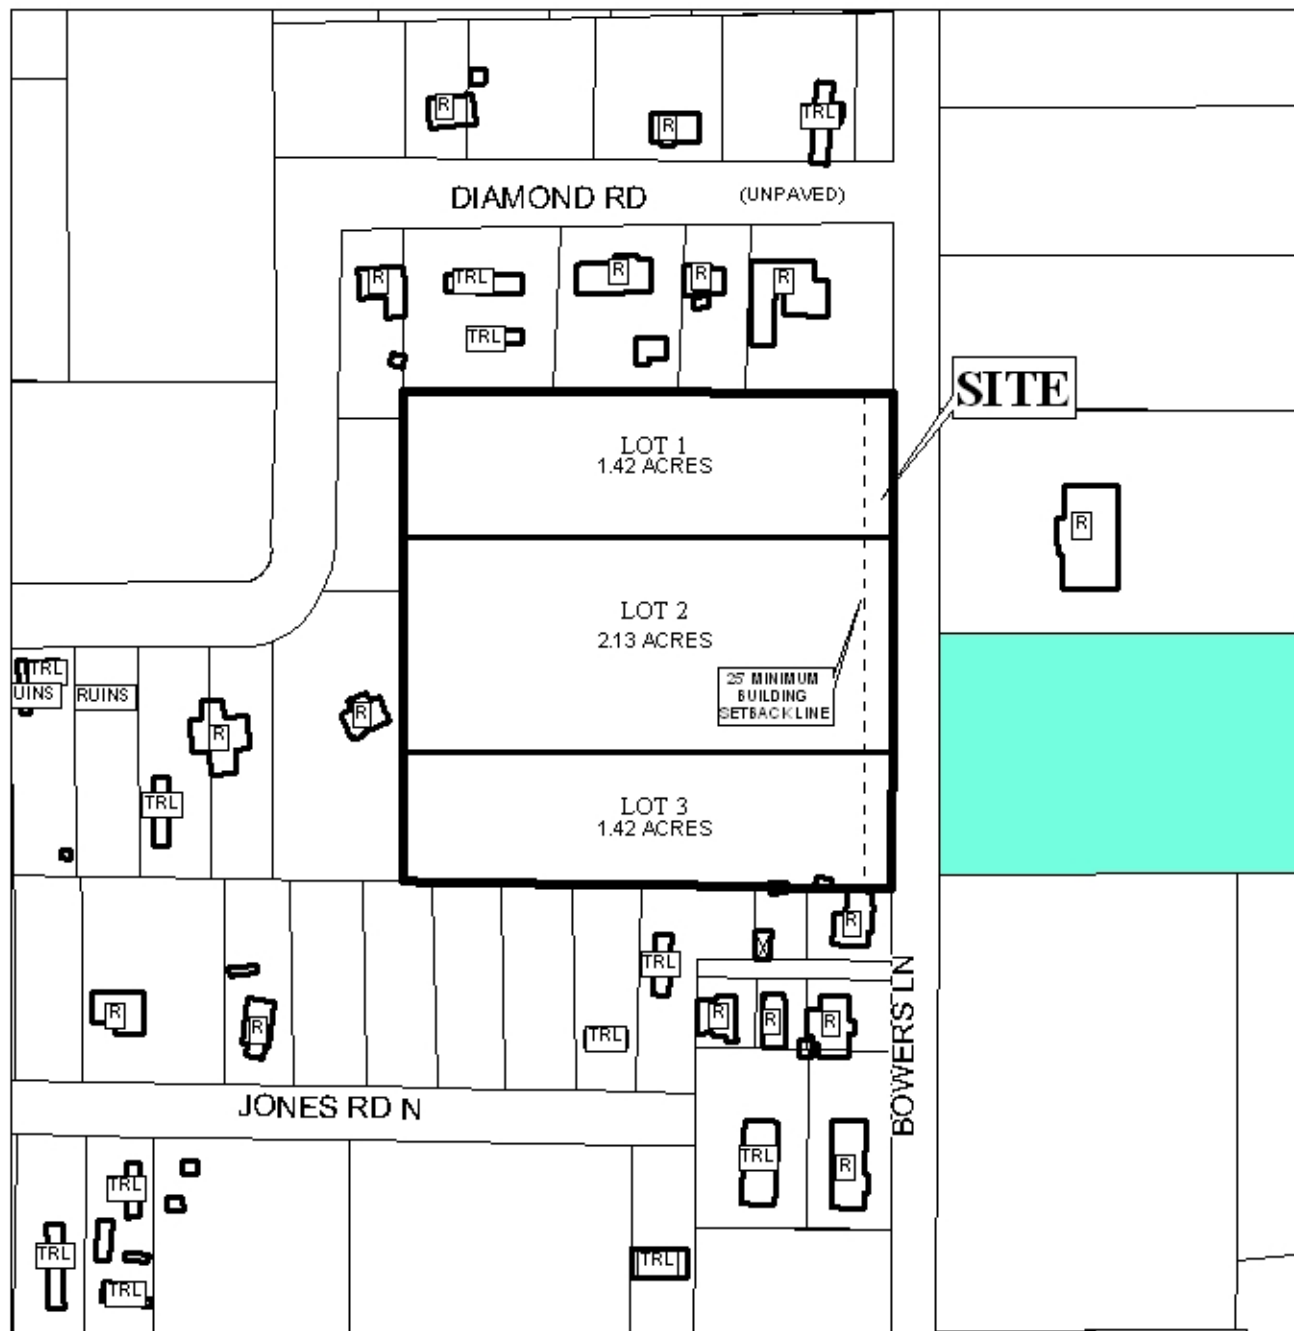 R
R
TRL
DIAMOND RD
(UNPAVED)
R
TRL
R
R
R
TRL
SITE
LOT 1
1.42 ACRES
R
LOT 2
2.13 ACRES
TRL
UINS
RUINS
25' MINIMUM
BUILDING
SETBACK LINE
R
R
TRL
LOT 3
1.42 ACRES
R
X
TRL
R
R
R
R
R
TRL
BOWERS LN
JONES RD N
TRL
R
TRL
TRL
TRL
TRL